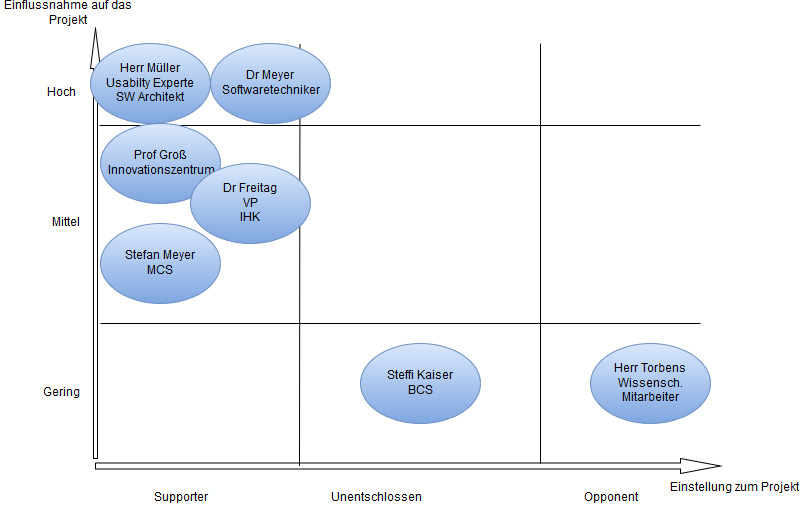 Einflussnahme auf das
Projekt
Hoch
Herr Müller
Usabilty Experte
SW Architekt
Dr Meyer
Softwaretechniker
Prof Groß
Innovationszentrum
Dr Freitag
VP
IHK
Mittel
Stefan Meyer
MCS
Gering
Steffi Kaiser
BCS
Herr Torbens
Wissensch.
Mitarbeiter
Einstellung zum Projekt
Supporter
Unentschlossen
Opponent